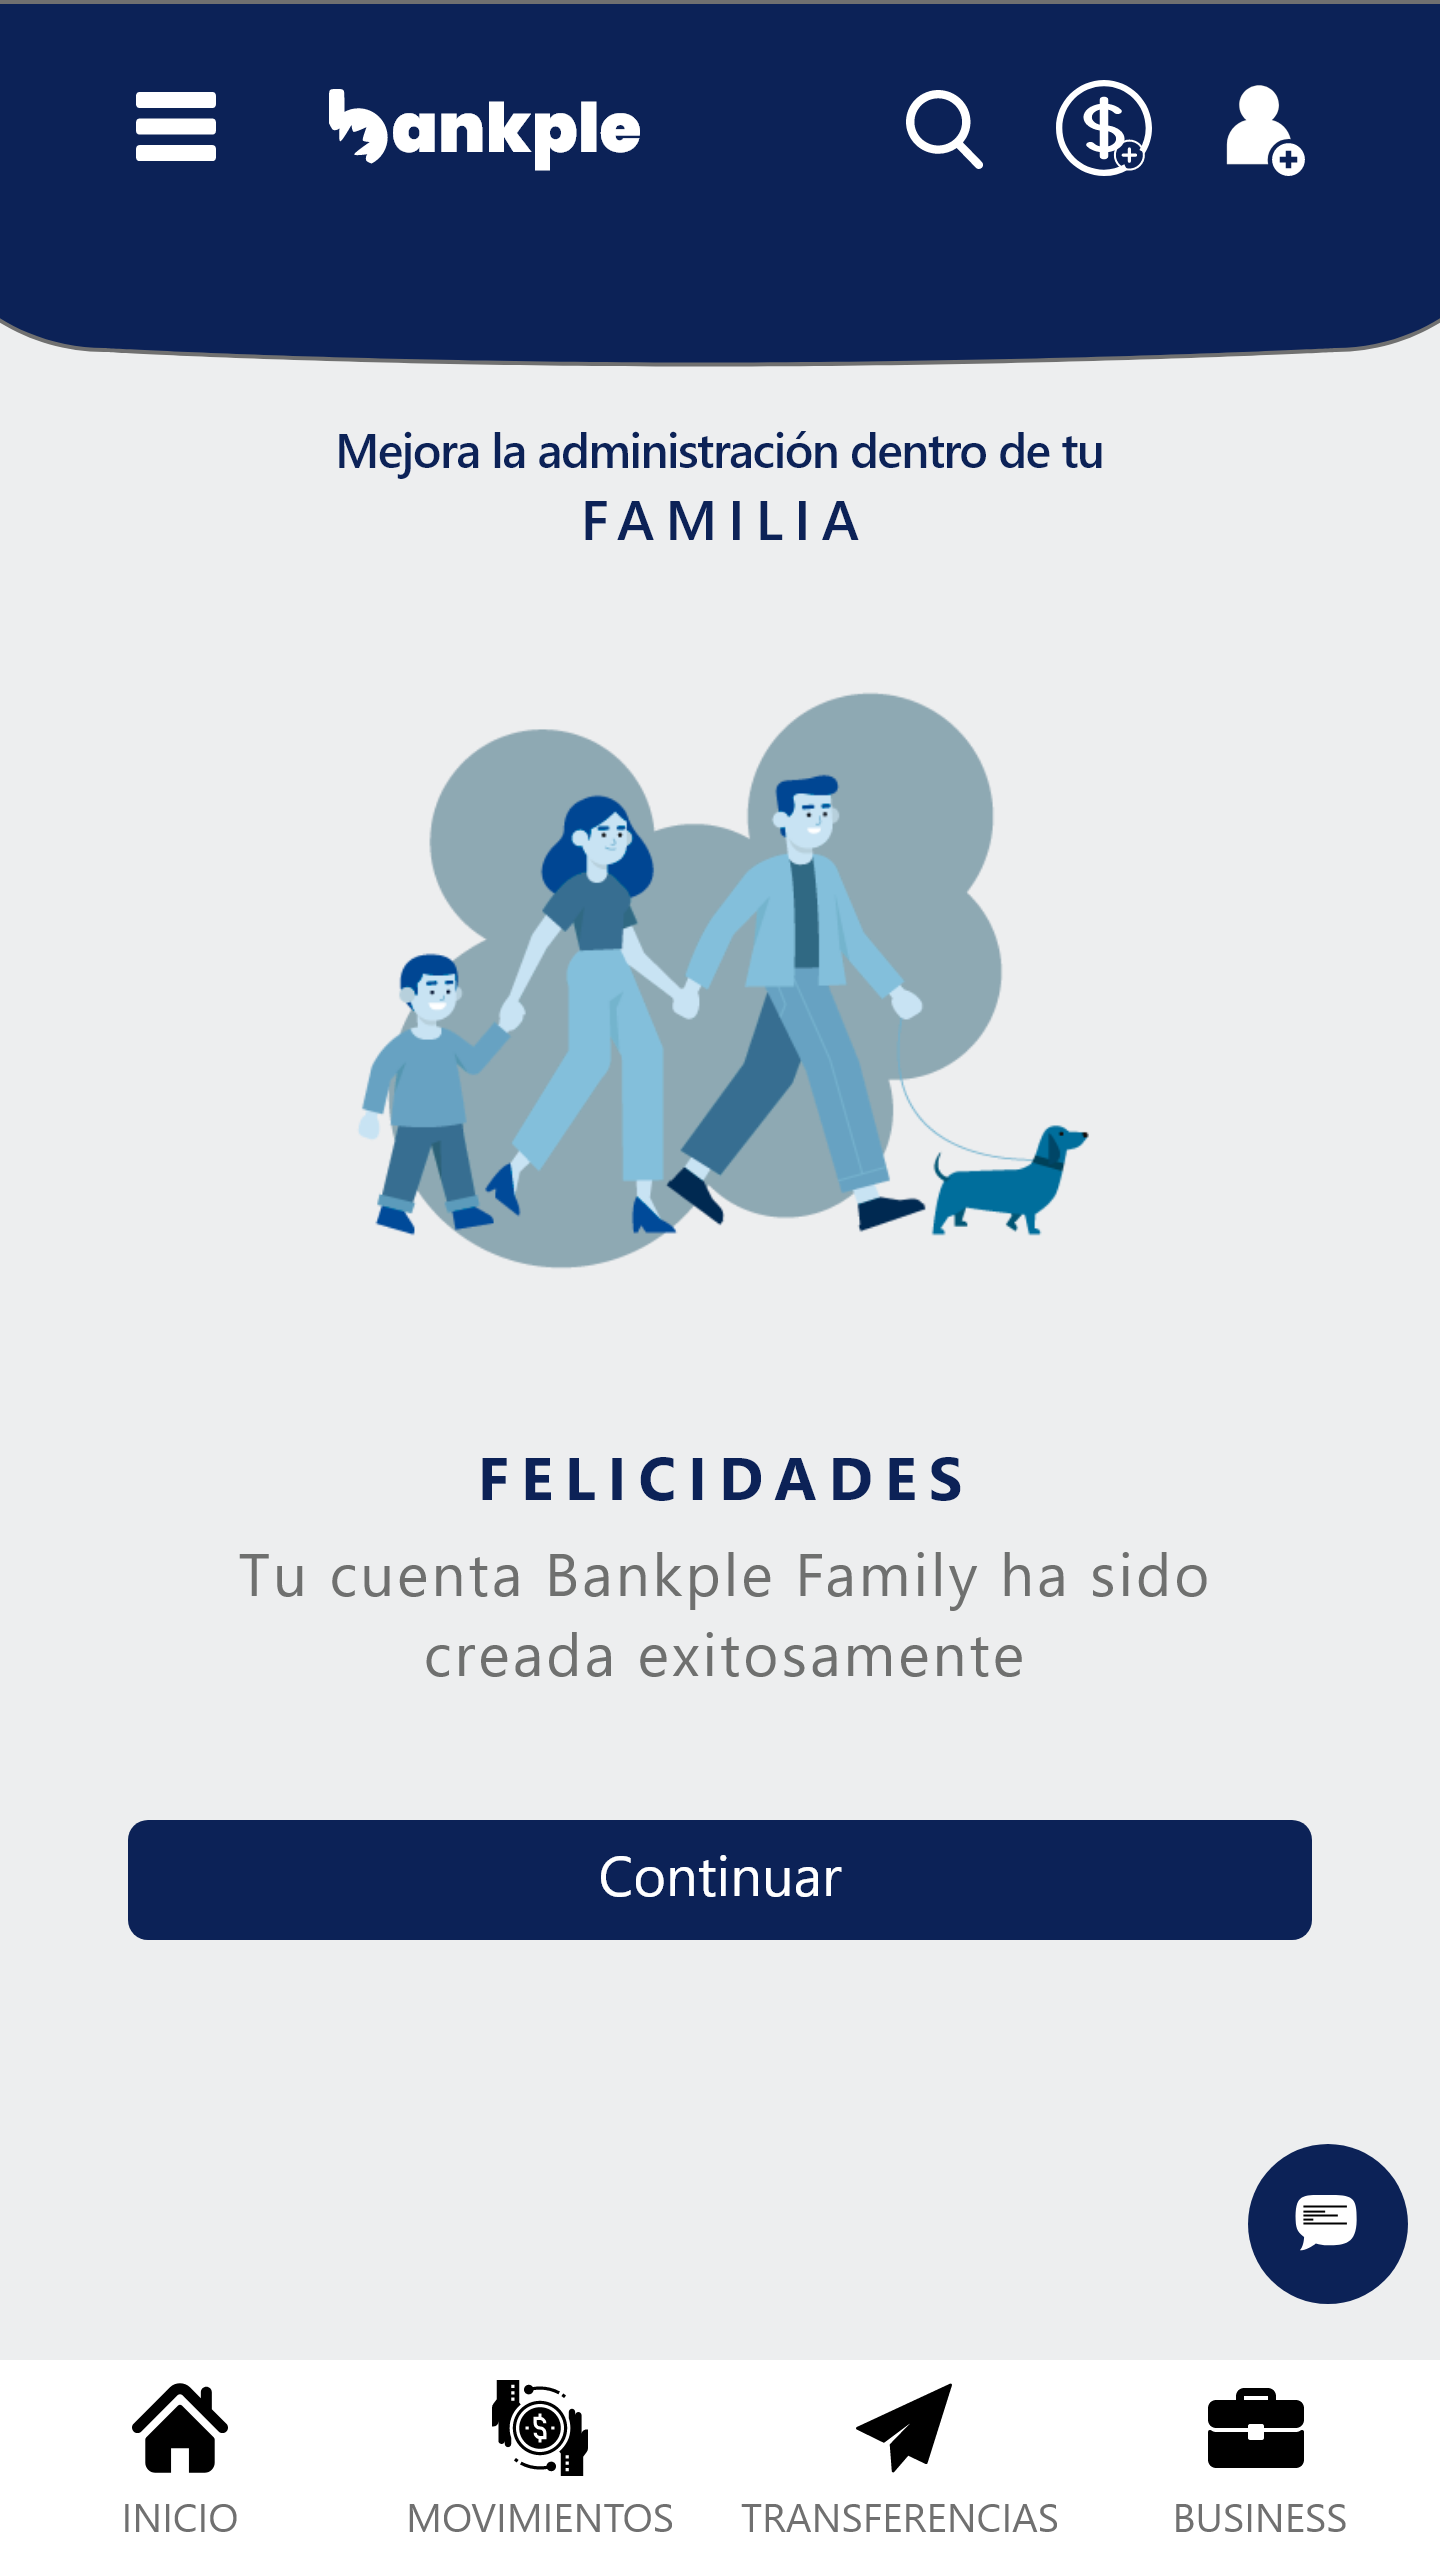 bankple
Mejora la administración dentro de tu
FAMILIA
FELICIDADES
Tu cuenta Bankple Family ha sido
creada exitosamente
Continuar
INICIO
MOVIMIENTOS
TRANSFERENCIAS
BUSINESS